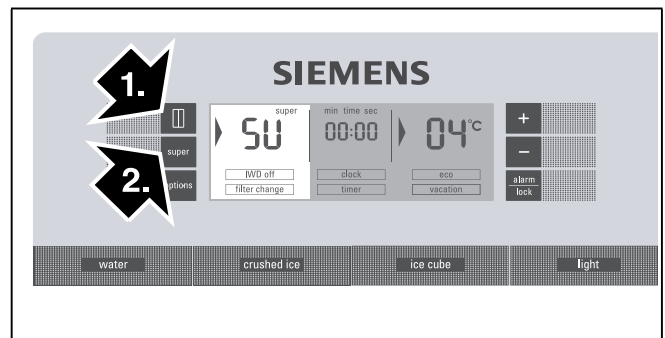 SIEMENS
1.
super
min time sec
SU
00:00
04°C
+
super
–
2.
IWD off
clock
eco
alarm
lock
filter change
timer
vacation
water
crushed ice
ice cube
light